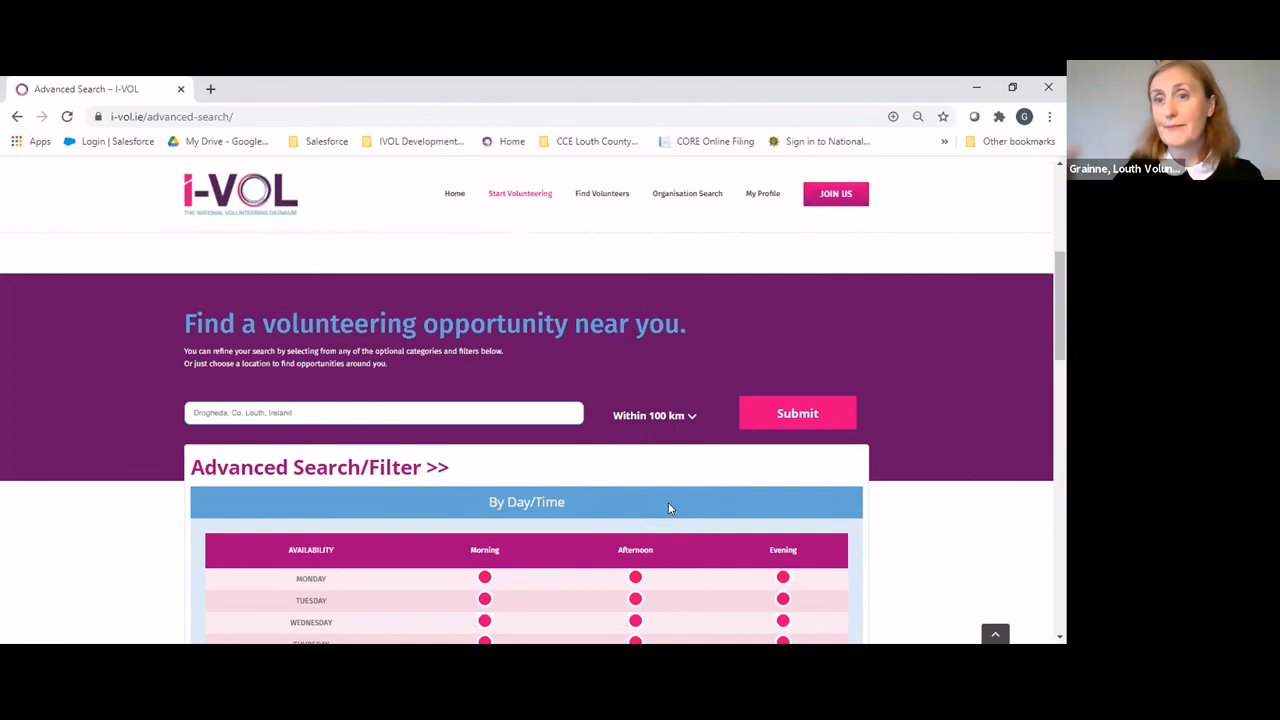 Advanced Search – I-VOL
i-vol.ie/advanced-search/
G
Apps
Login | Salesforce
My Drive - Google...
Salesforce
IVOL Development...
Home
CCE Louth County...
CORE Online Filing
Sign in to National...
»
Other bookmarks
i-VOL
THE NATIONAL VOLUNTEERING DATABASE
Home
Start Volunteering
Find Volunteers
Organisation Search
My Profile
JOIN US
Grainne, Louth Volun...
Find a volunteering opportunity near you.
You can refine your search by selecting from any of the optional categories and filters below.
Or just choose a location to find opportunities around you.
Drogheda, Co. Louth, Ireland
Within 100 km
Submit
Advanced Search/Filter >>
By Day/Time
AVAILABILITY Morning Afternoon Evening
MONDAY
TUESDAY
WEDNESDAY
THURSDAY